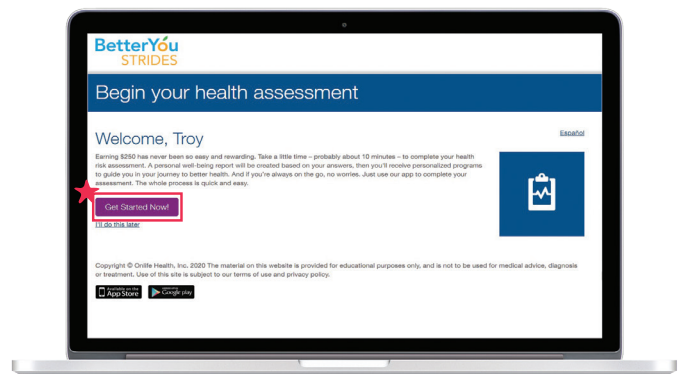 BetterYou
STRIDES
Begin your health assessment
Español
Welcome, Troy
Earning $250 has never been so easy and rewarding. Take a little time – probably about 10 minutes – to complete your health
risk assessment. A personal well-being report will be created based on your answers, then you'll receive personalized programs
to guide you in your journey to better health. And if you're always on the go, no worries. Just use our app to complete your
assessment. The whole process is quick and easy.
Get Started Now!
I'll do this later
Copyright © Onlife Health, Inc. 2020 The material on this website is provided for educational purposes only, and is not to be used for medical advice, diagnosis
or treatment. Use of this site is subject to our terms of use and privacy policy.
Available on the
App Store
Google play